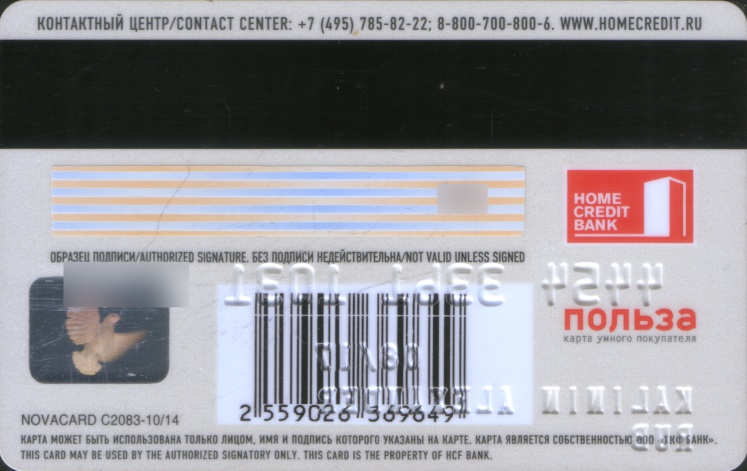 КОНТАКТНЫЙ ЦЕНТР/CONTACT CENTER: +7 (495) 785-82-22; 8-800-700-800-6. WWW.HOMECREDIT.RU
HOME
CREDIT
BANK
ОБРАЗЕЦ ПОДПИСИ/AUTHORIZED SIGNATURE. БЕЗ ПОДПИСИ НЕДЕЙСТВИТЕЛЬНА/NOT VALID UNLESS SIGNED
польза
карта умного покупателя
2 559026 369649
NOVACARD C2083-10/14
КАРТА МОЖЕТ БЫТЬ ИСПОЛЬЗОВАНА ТОЛЬКО ЛИЦОМ, ИМЯ И ПОДПИСЬ КОТОРОГО УКАЗАНЫ НА КАРТЕ. КАРТА ЯВЛЯЕТСЯ СОБСТВЕННОСТЬЮ ООО «ХКФ БАНК».
THIS CARD MAY BE USED BY THE AUTHORIZED SIGNATORY ONLY. THIS CARD IS THE PROPERTY OF HCF BANK.